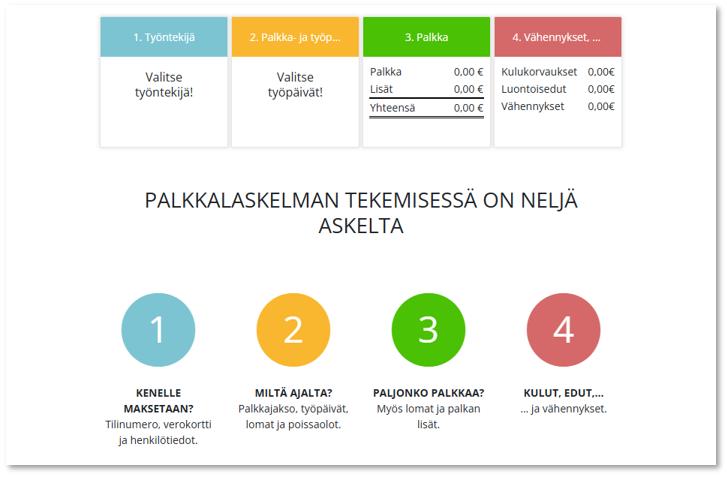 1. Työntekijä
Valitse
työntekijä!
2. Palkka- ja työp...
Valitse
työpäivät!
3. Palkka
Palkka 0,00 €
Lisät 0,00 €
Yhteensä 0,00 €
4. Vähennykset, ...
Kulukorvaukset 0,00€
Luontoisedut 0,00€
Vähennykset 0,00€
PALKKALASKELMAN TEKEMISESSÄ ON NELJÄ
ASKELTA
1
KENELLE
MAKSETAAN?
Tilinumero, verokortti
ja henkilötiedot.
2
MILTÄ AJALTA?
Palkkajakso, työpäivät,
lomat ja poissaolot.
3
PALJONKO PALKKAA?
Myös lomat ja palkan
lisät.
4
KULUT, EDUT,...
... ja vähennykset.